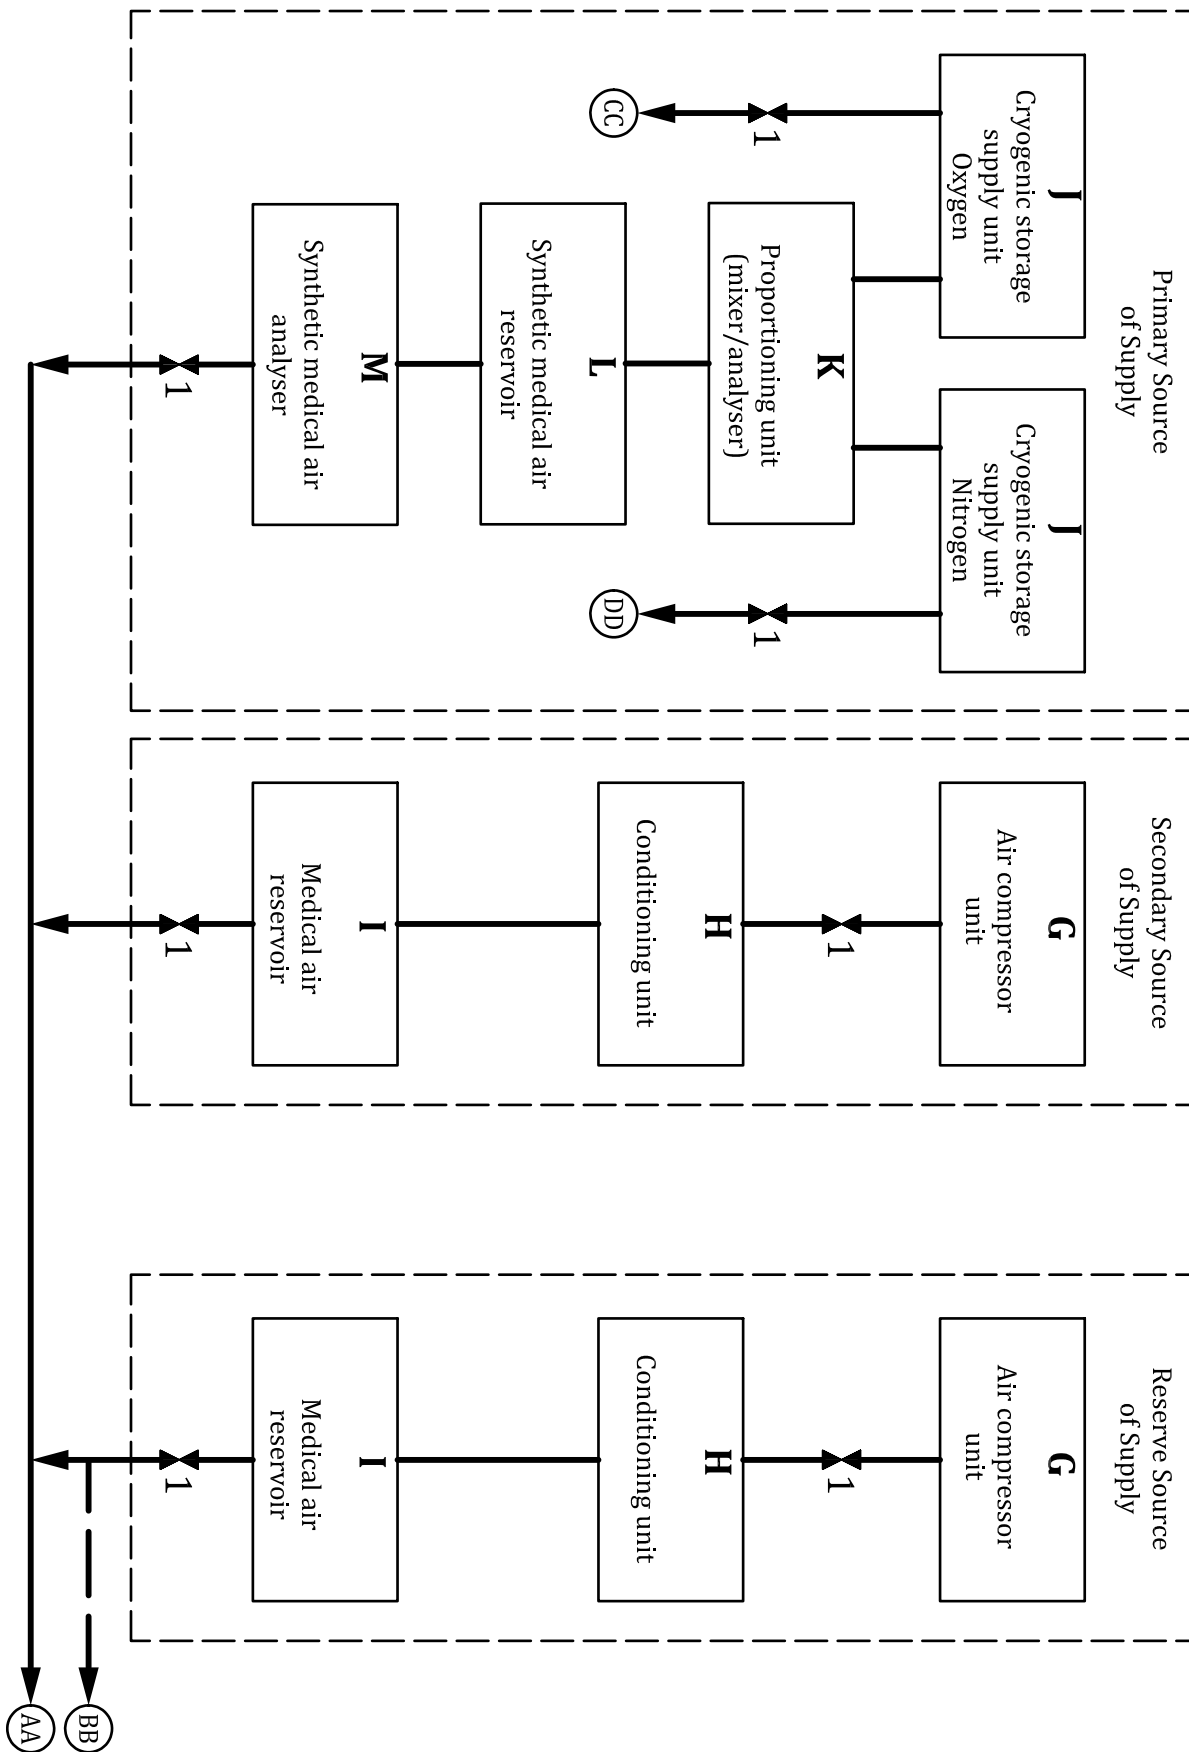 Primary Source
of Supply
J
Cryogenic storage
supply unit
Oxygen
J
Cryogenic storage
supply unit
Nitrogen
1
CC
K
Proportioning unit
(mixer/analyser)
1
DD
L
Synthetic medical air
reservoir
M
Synthetic medical air
analyser
1
Secondary Source
of Supply
G
Air compressor
unit
1
H
Conditioning unit
I
Medical air
reservoir
1
Reserve Source
of Supply
G
Air compressor
unit
1
H
Conditioning unit
I
Medical air
reservoir
1
BB
AA